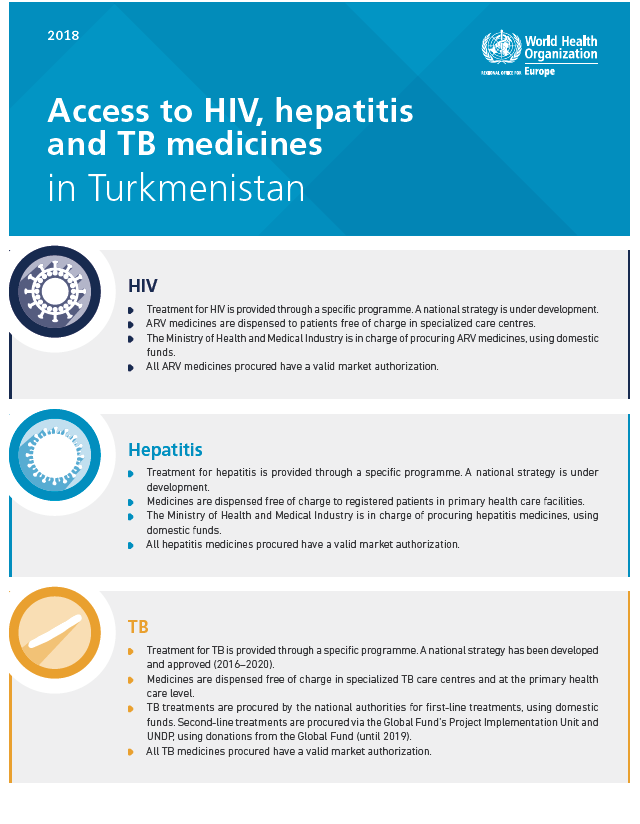 2018
World Health
Organization
REGIONAL OFFICE FOR Europe
Access to HIV, hepatitis
and TB medicines
in Turkmenistan
HIV
Treatment for HIV is provided through a specific programme. A national strategy is under development.
ARV medicines are dispensed to patients free of charge in specialized care centres.
The Ministry of Health and Medical Industry is in charge of procuring ARV medicines, using domestic
funds.
All ARV medicines procured have a valid market authorization.
Hepatitis
Treatment for hepatitis is provided through a specific programme. A national strategy is under
development.
Medicines are dispensed free of charge to registered patients in primary health care facilities.
The Ministry of Health and Medical Industry is in charge of procuring hepatitis medicines, using
domestic funds.
All hepatitis medicines procured have a valid market authorization.
TB
Treatment for TB is provided through a specific programme. A national strategy has been developed
and approved (2016–2020).
Medicines are dispensed free of charge in specialized TB care centres and at the primary health
care level.
TB treatments are procured by the national authorities for first-line treatments, using domestic
funds. Second-line treatments are procured via the Global Fund's Project Implementation Unit and
UNDP, using donations from the Global Fund (until 2019).
All TB medicines procured have a valid market authorization.